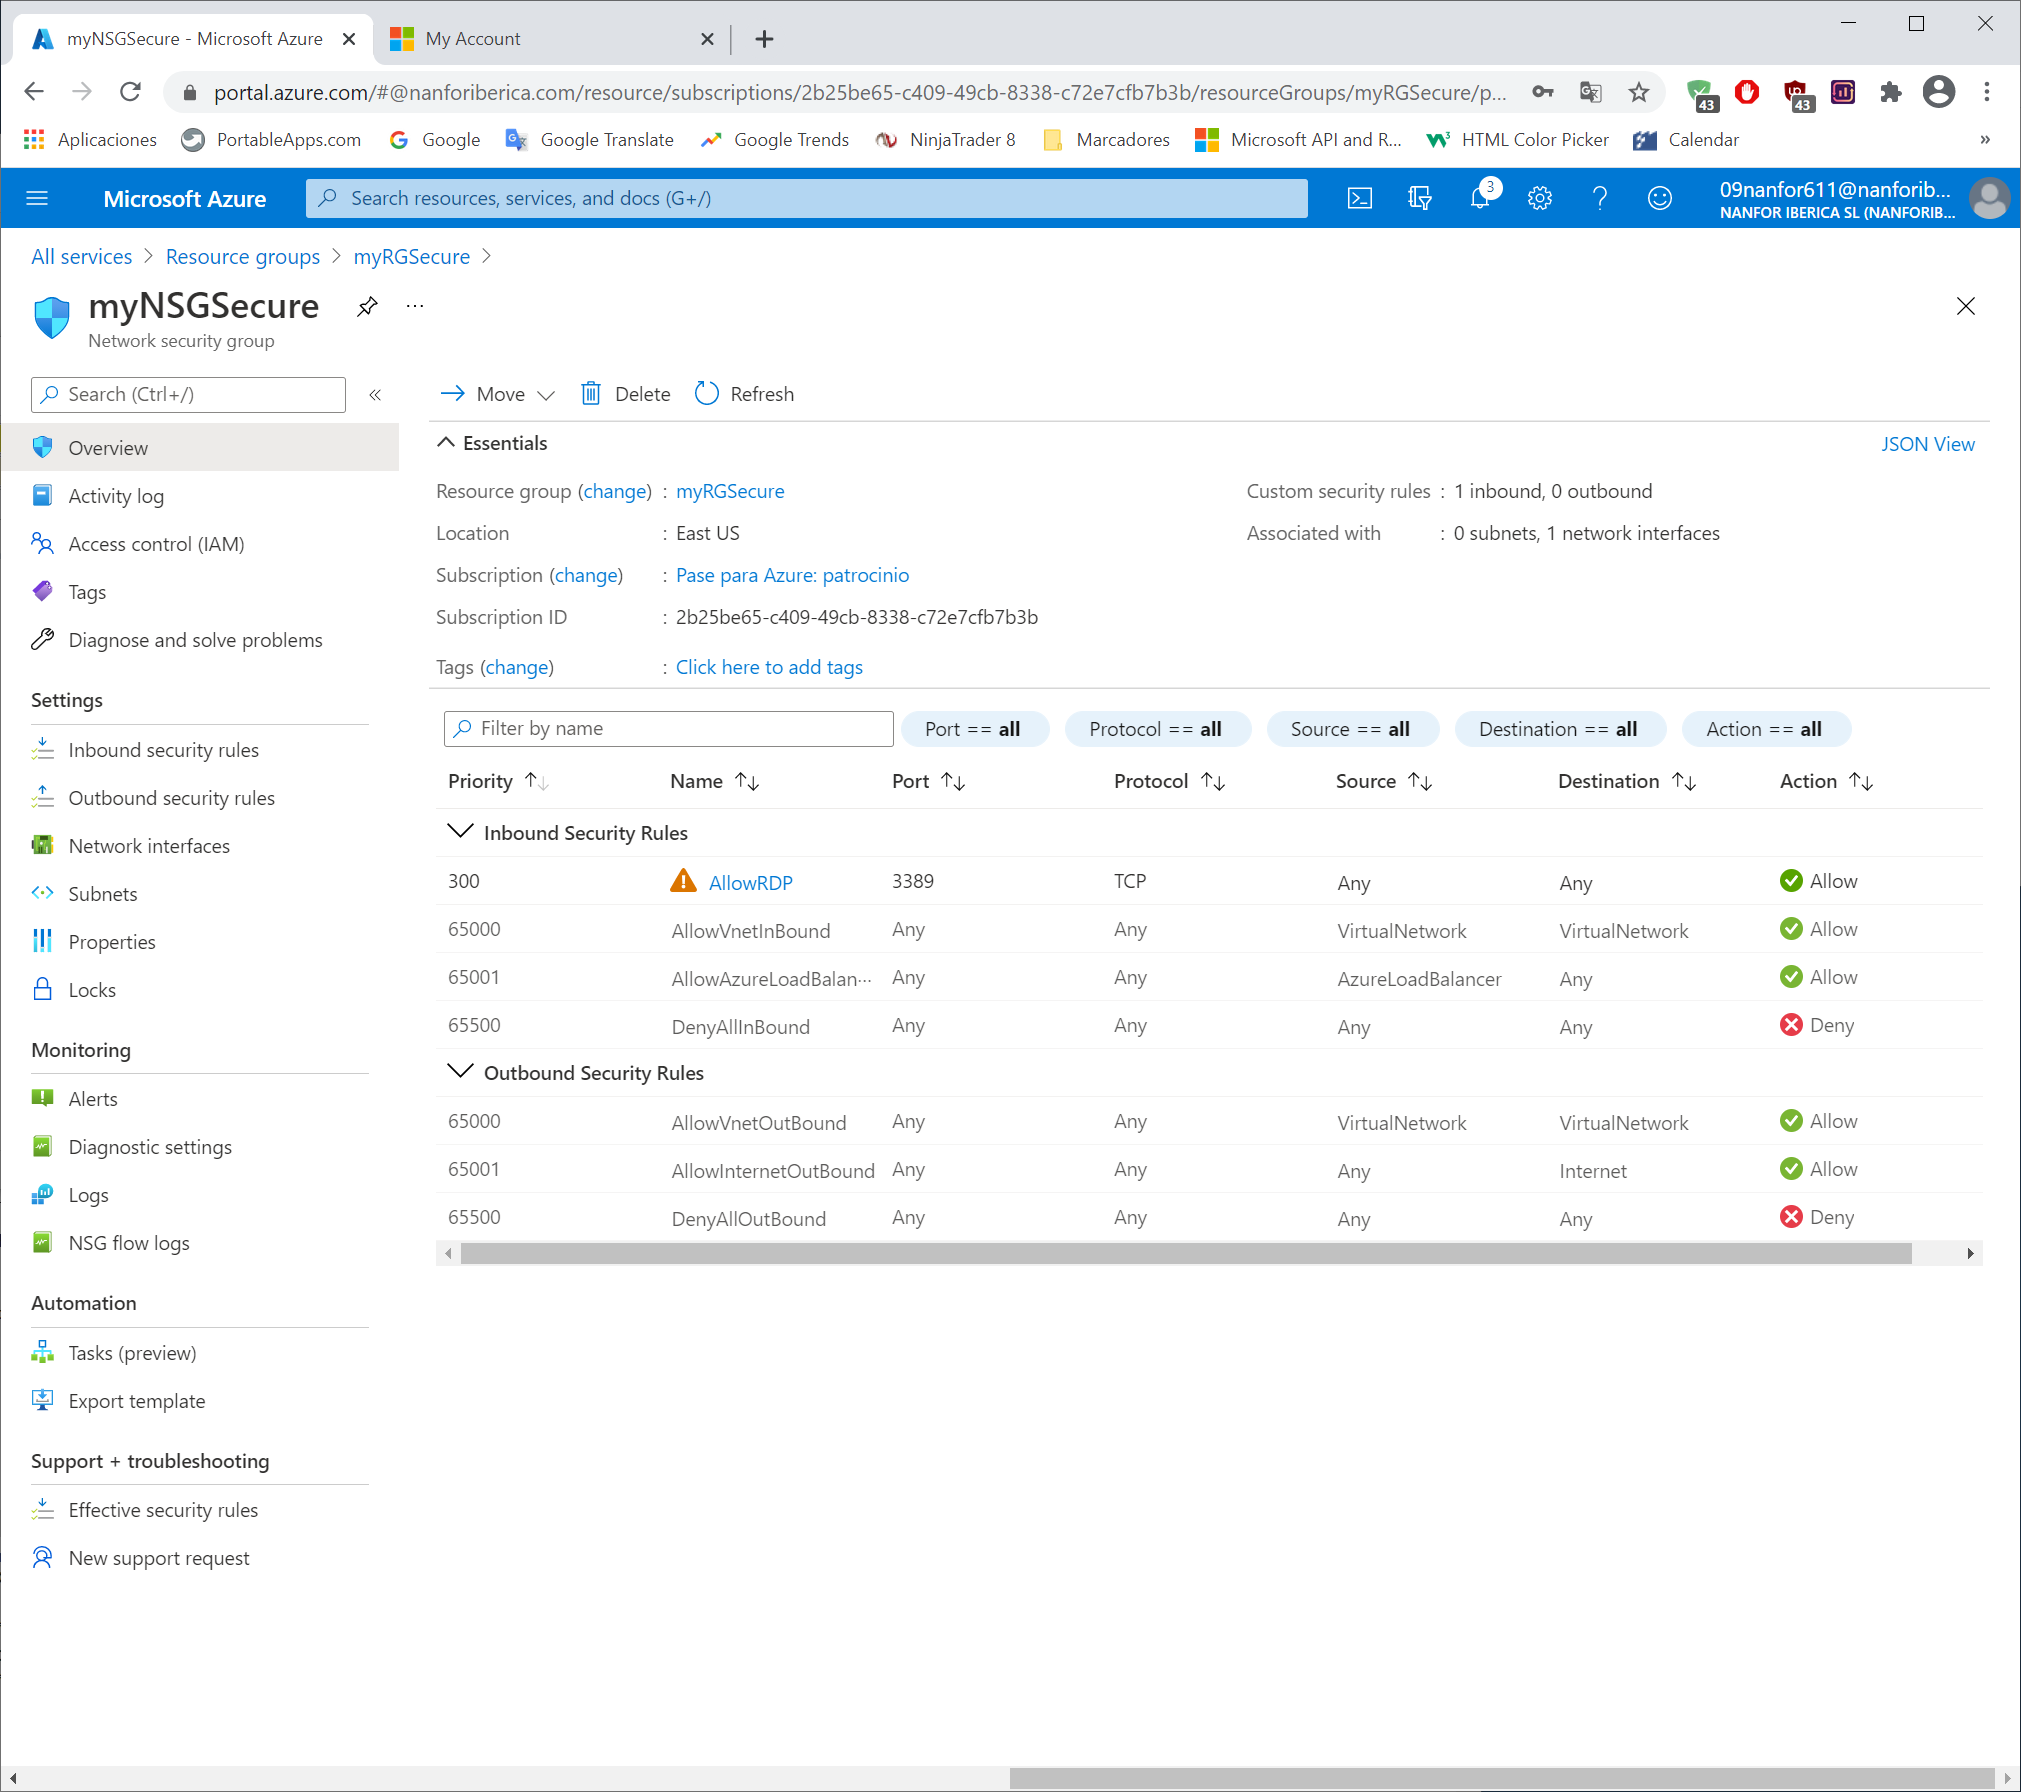 myNSGSecure - Microsoft Azure
My Account
portal.azure.com/#@nanforiberica.com/resource/subscriptions/2b25be65-c409-49cb-8338-c72e7cfb7b3b/resourceGroups/myRGSecure/p...
43
43
Aplicaciones
PortableApps.com
Google
Google Translate
Google Trends
NinjaTrader 8
Marcadores
Microsoft API and R...
HTML Color Picker
Calendar
»
Microsoft Azure
Search resources, services, and docs (G+/)
3
09nanfor611@nanforib...
NANFOR IBERICA SL (NANFORIB...
All services > Resource groups > myRGSecure >
myNSGSecure
...
Network security group
Search (Ctrl+/)
«
Move
Delete
Refresh
Overview
Activity log
Access control (IAM)
Tags
Diagnose and solve problems
Settings
Inbound security rules
Outbound security rules
Network interfaces
Subnets
Properties
Locks
Monitoring
Alerts
Diagnostic settings
Logs
NSG flow logs
Automation
Tasks (preview)
Export template
Support + troubleshooting
Effective security rules
New support request
Essentials
JSON View
Resource group (change) : myRGSecure
Location : East US
Subscription (change) : Pase para Azure: patrocinio
Subscription ID : 2b25be65-c409-49cb-8338-c72e7cfb7b3b
Tags (change) : Click here to add tags
Custom security rules : 1 inbound, 0 outbound
Associated with : 0 subnets, 1 network interfaces
Filter by name
Port == all
Protocol == all
Source == all
Destination == all
Action == all
Priority Name Port Protocol Source Destination Action
Inbound Security Rules
300 AllowRDP 3389 TCP Any Any Allow
65000 AllowVnetInBound Any Any VirtualNetwork VirtualNetwork Allow
65001 AllowAzureLoadBalan... Any Any AzureLoadBalancer Any Allow
65500 DenyAllInBound Any Any Any Any Deny
Outbound Security Rules
65000 AllowVnetOutBound Any Any VirtualNetwork VirtualNetwork Allow
65001 AllowInternetOutBound Any Any Any Internet Allow
65500 DenyAllOutBound Any Any Any Any Deny